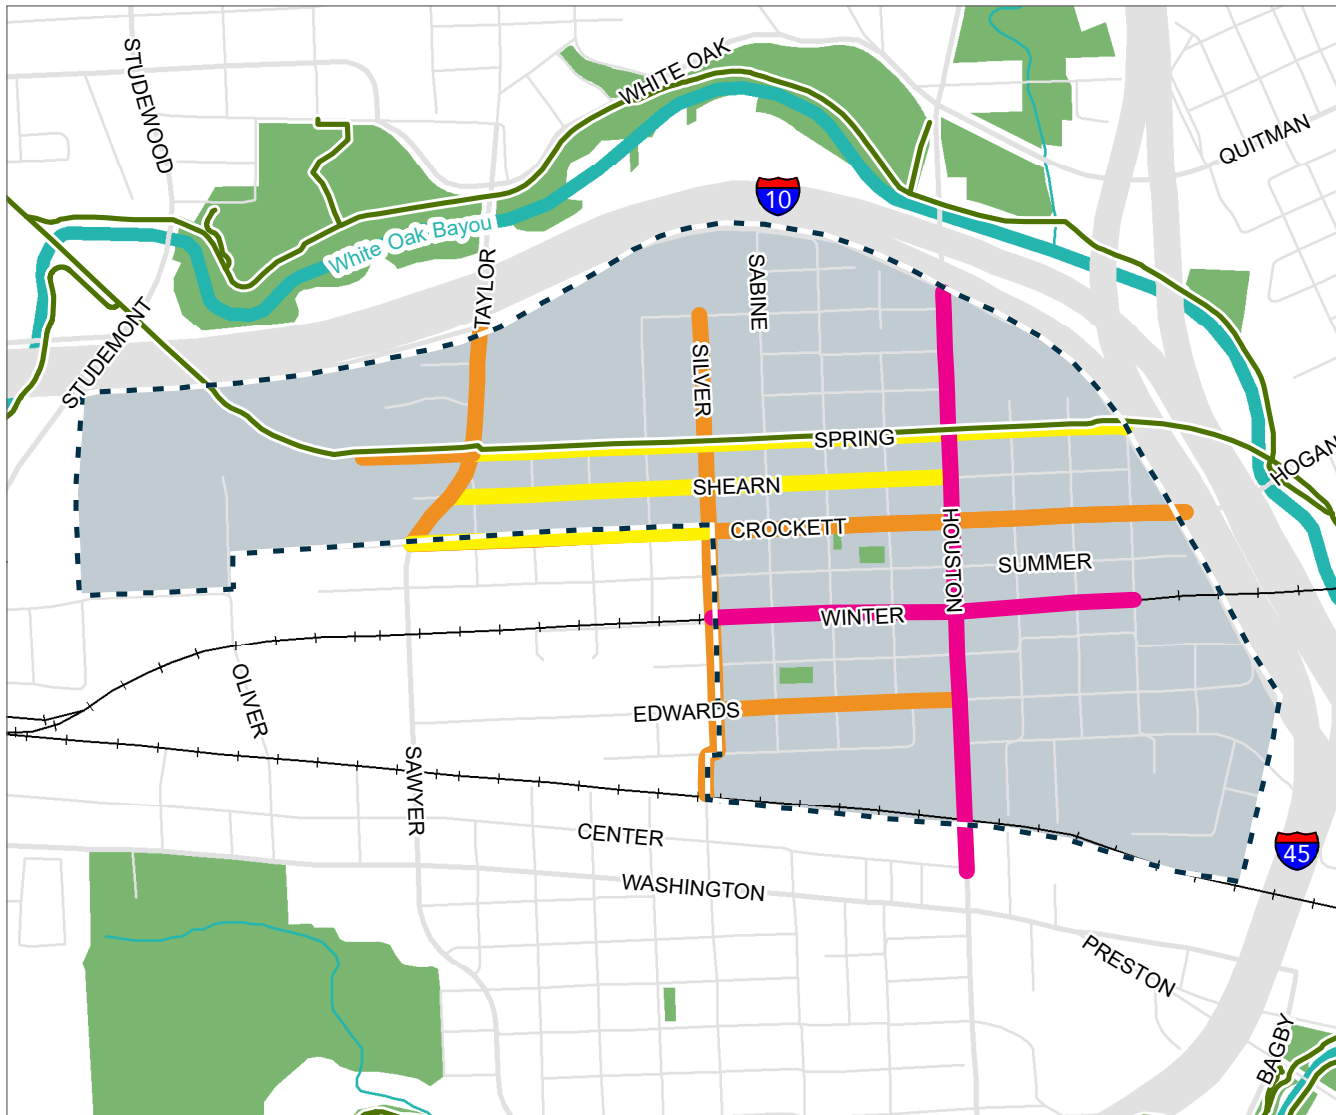 STUDEWOOD
WHITE OAK
QUITMAN
10
White Oak Bayou
TAYLOR
SABINE
STUDEMONT
SILVER
SPRING
HOGAN
SHEARN
CROCKETT
HOUSTON
SUMMER
WINTER
OLIVER
EDWARDS
SAWYER
CENTER
45
WASHINGTON
PRESTON
BAGBY